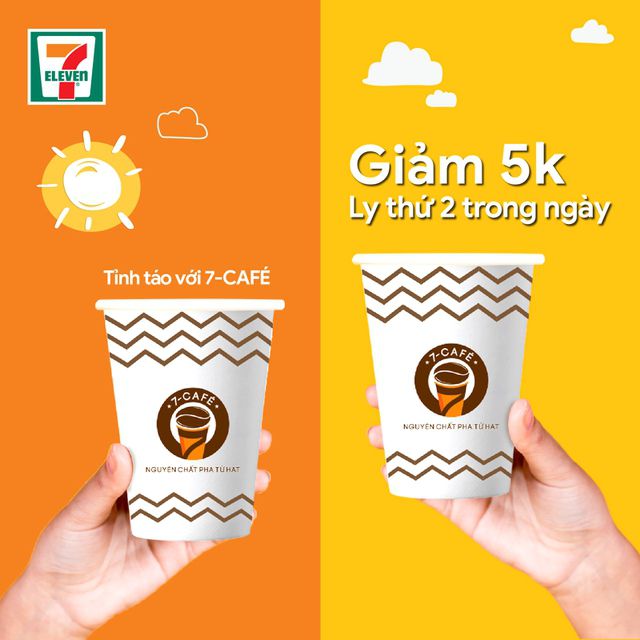 7
ELEVEN
Giảm 5k
Ly thứ 2 trong ngày
Tỉnh táo với 7-CAFÉ
7-CAFÉ
NGUYÊN CHẤT PHA TỪ HẠT
7-CAFÉ
NGUYÊN CHẤT PHA TỪ HẠT